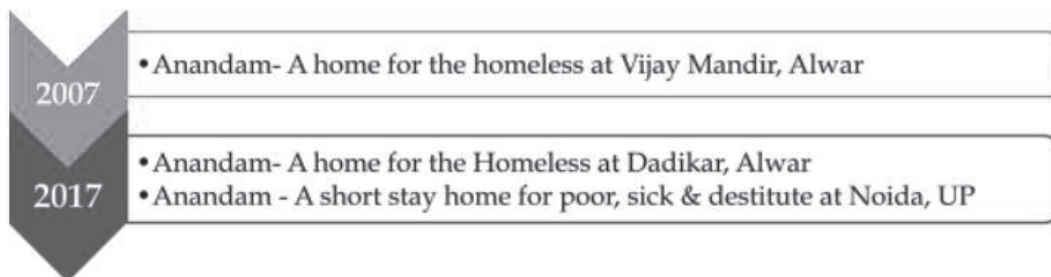 2007
•Anandam- A home for the homeless at Vijay Mandir, Alwar
2017
•Anandam- A home for the Homeless at Dadikar, Alwar
•Anandam - A short stay home for poor, sick & destitute at Noida, UP